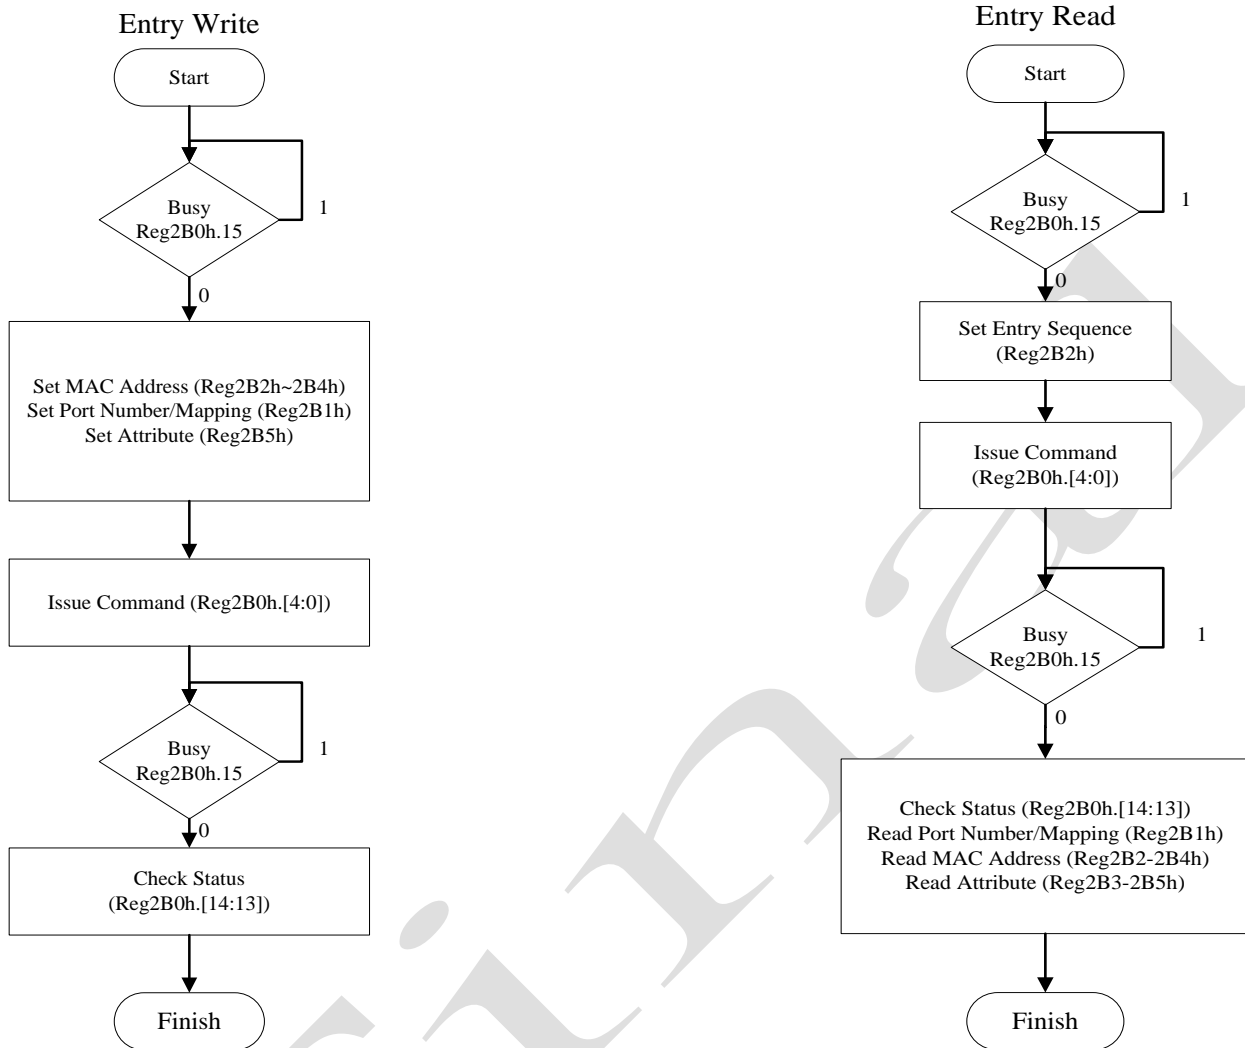 Entry Write
Start
Busy
Reg2B0h.15
1
0
Set MAC Address (Reg2B2h~2B4h)
Set Port Number/Mapping (Reg2B1h)
Set Attribute (Reg2B5h)
Issue Command (Reg2B0h.[4:0])
Busy
Reg2B0h.15
1
0
Check Status
(Reg2B0h.[14:13])
Finish
Entry Read
Start
Busy
Reg2B0h.15
1
0
Set Entry Sequence
(Reg2B2h)
Issue Command
(Reg2B0h.[4:0])
Busy
Reg2B0h.15
1
0
Check Status (Reg2B0h.[14:13])
Read Port Number/Mapping (Reg2B1h)
Read MAC Address (Reg2B2-2B4h)
Read Attribute (Reg2B3-2B5h)
Finish